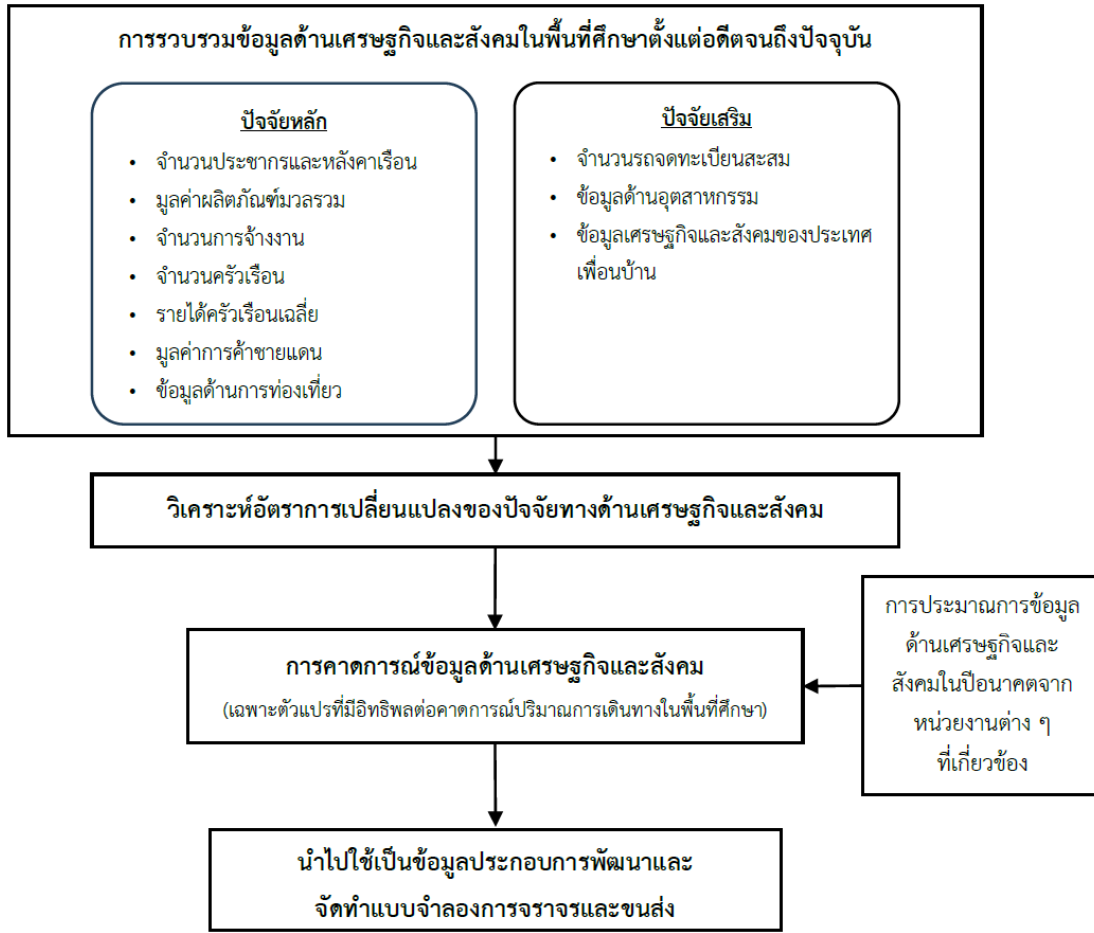 การรวบรวมข้อมูลด้านเศรษฐกิจและสังคมในพื้นที่ศึกษาตั้งแต่อดีตจนถึงปัจจุบัน
ปัจจัยหลัก
• จำนวนประชากรและหลังคาเรือน
• มูลค่าผลิตภัณฑ์มวลรวม
• จำนวนการจ้างงาน
• จำนวนครัวเรือน
• รายได้ครัวเรือนเฉลี่ย
• มูลค่าการค้าชายแดน
• ข้อมูลด้านการท่องเที่ยว
ปัจจัยเสริม
• จำนวนรถจดทะเบียนสะสม
• ข้อมูลด้านอุตสาหกรรม
• ข้อมูลเศรษฐกิจและสังคมของประเทศ
เพื่อนบ้าน
วิเคราะห์อัตราการเปลี่ยนแปลงของปัจจัยทางด้านเศรษฐกิจและสังคม
การคาดการณ์ข้อมูลด้านเศรษฐกิจและสังคม
(เฉพาะตัวแปรที่มีอิทธิพลต่อคาดการณ์ปริมาณการเดินทางในพื้นที่ศึกษา)
การประมาณการข้อมูล
ด้านเศรษฐกิจและ
สังคมในปีอนาคตจาก
หน่วยงานต่าง ๆ
ที่เกี่ยวข้อง
นำไปใช้เป็นข้อมูลประกอบการพัฒนาและ
จัดทำแบบจำลองการจราจรและขนส่ง